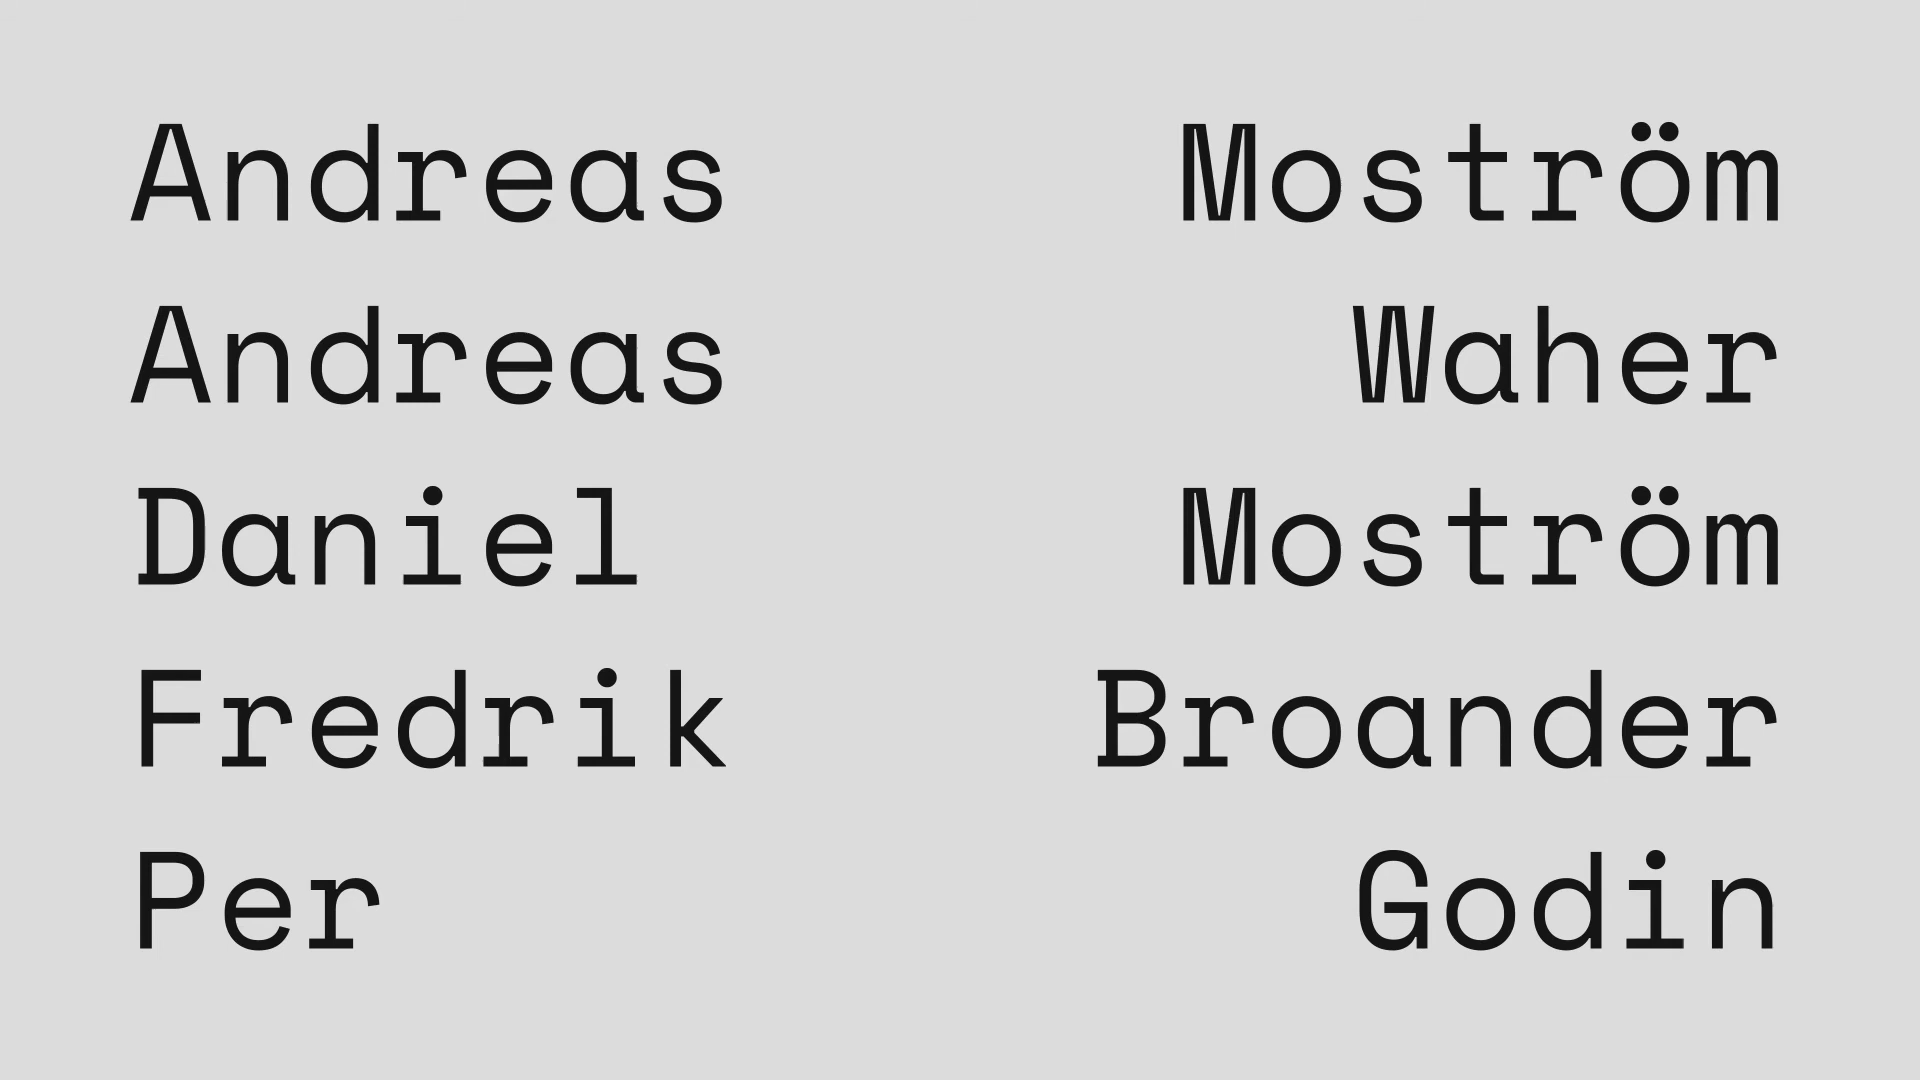 Andreas Moström
Andreas Waher
Daniel Moström
Fredrik Broander
Per Godin